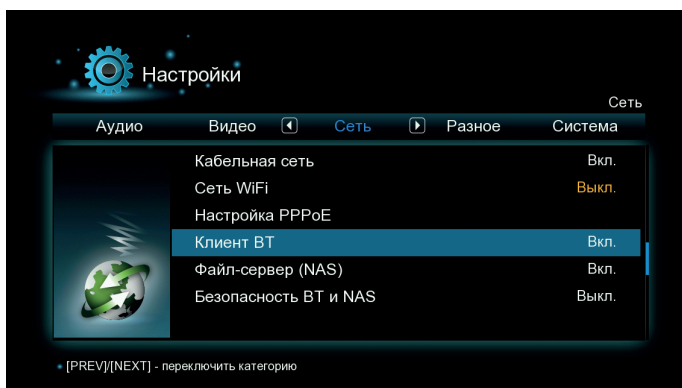 Настройки
Сеть
Аудио Видео Сеть Разное Система
Кабельная сеть Вкл.
Сеть WiFi Выкл.
Настройка PPPoE
Клиент BT Вкл.
Файл-сервер (NAS) Вкл.
Безопасность BT и NAS Выкл.
[PREV]/[NEXT] - переключить категорию